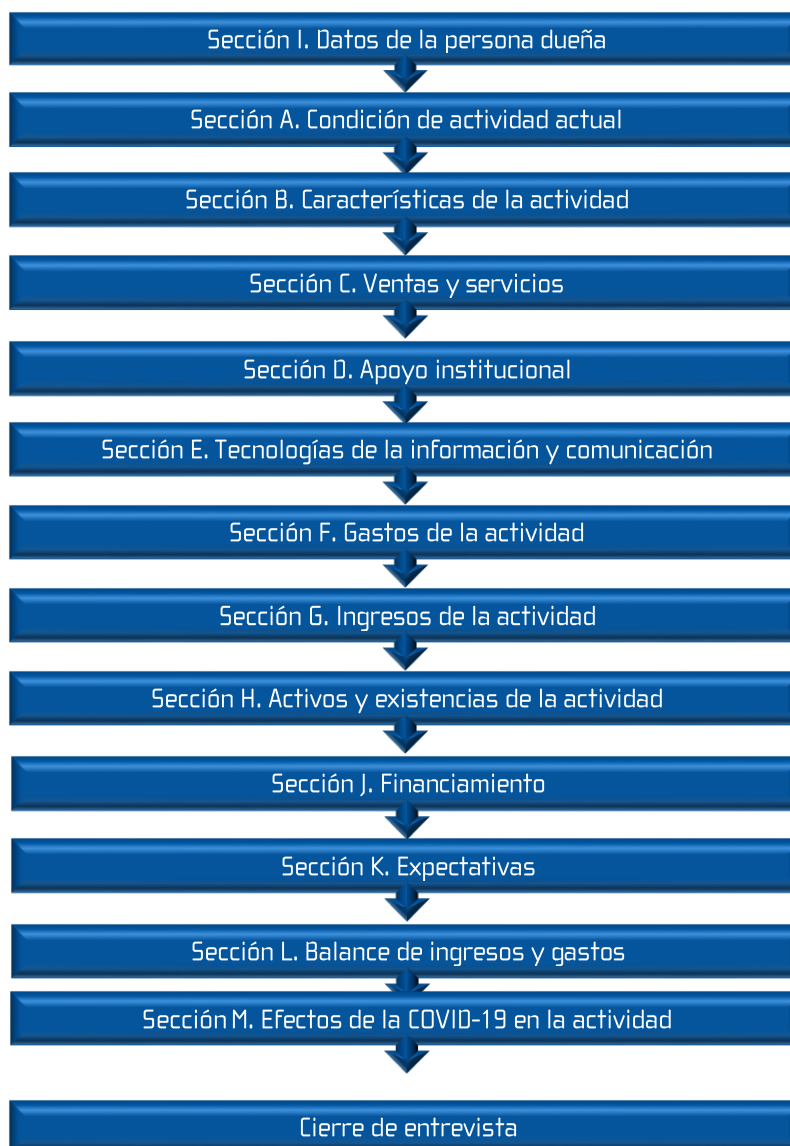 Sección I. Datos de la persona dueña
Sección A. Condición de actividad actual
Sección B. Características de la actividad
Sección C. Ventas y servicios
Sección D. Apoyo institucional
Sección E. Tecnologías de la información y comunicación
Sección F. Gastos de la actividad
Sección G. Ingresos de la actividad
Sección H. Activos y existencias de la actividad
Sección J. Financiamiento
Sección K. Expectativas
Sección L. Balance de ingresos y gastos
Sección M. Efectos de la COVID-19 en la actividad
Cierre de entrevista